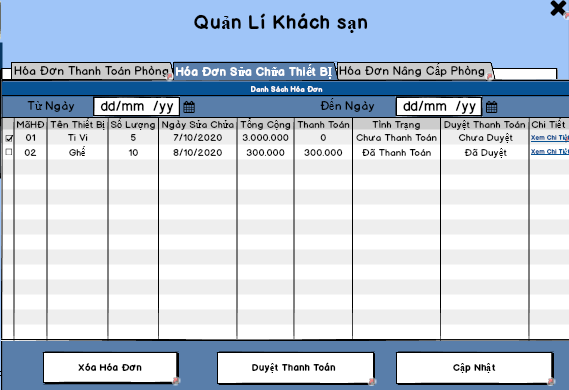 Quản Lí Khách sạn
Hóa Đơn Thanh Toán Phòng Hóa Đơn Sửa Chữa Thiết Bị Hóa Đơn Nâng Cấp Phòng
Danh Sách Hóa Đơn
Từ Ngày dd/mm /yy Đến Ngày dd/mm /yy
MãHĐ Tên Thiết Bị Số Lượng Ngày Sửa Chữa Tổng Cộng Thanh Toán Tình Trạng Duyệt Thanh Toán Chi Tiết
01 Ti Vi 5 7/10/2020 3.000.000 0 Chưa Thanh Toán Chưa Duyệt Xem Chi Tiết
02 Ghế 10 8/10/2020 300.000 300.000 Đã Thanh Toán Đã Duyệt Xem Chi Tiết
Xóa Hóa Đơn Duyệt Thanh Toán Cập Nhật